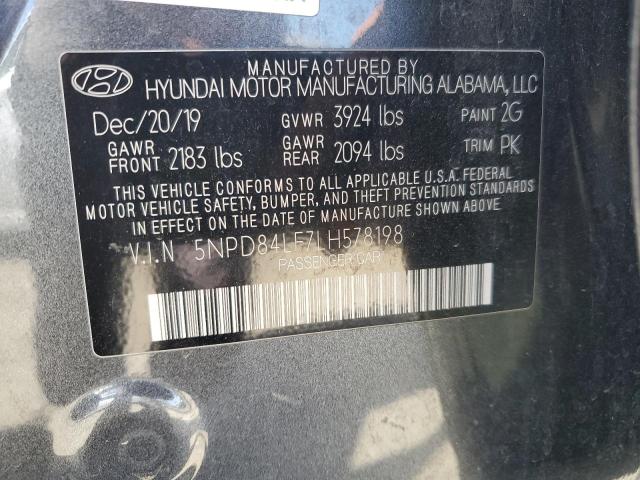 MANUFACTURED BY
HYUNDAI MOTOR MANUFACTURING ALABAMA, LLC
Dec/20/19 GVWR 3924 lbs PAINT 2G
GAWR FRONT 2183 lbs GAWR REAR 2094 lbs TRIM PK
THIS VEHICLE CONFORMS TO ALL APPLICABLE U.S.A. FEDERAL
MOTOR VEHICLE SAFETY, BUMPER, AND THEFT PREVENTION STANDARDS
IN EFFECT ON THE DATE OF MANUFACTURE SHOWN ABOVE.
V.I.N 5NPD84LF7LH578198
PASSENGER CAR